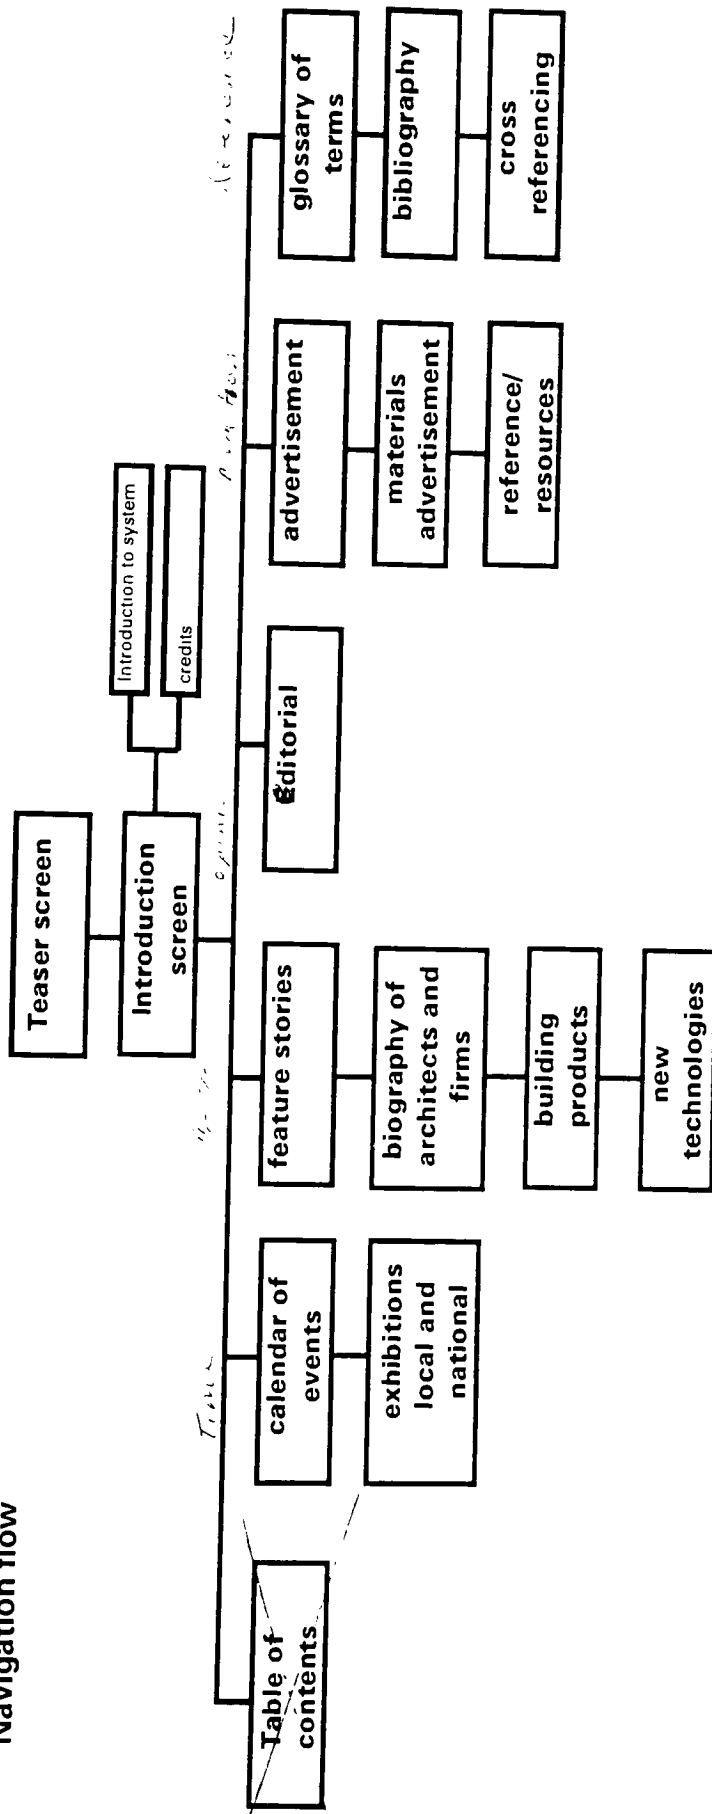 Navigation flow
Teaser screen
Introduction
screen
Introduction to system
credits
Time
Table of
contents
calendar of
events
exhibitions
local and
national
feature stories
biography of
architects and
firms
building
products
new
technologies
Editorial
advertisement
materials
advertisement
reference/
resources
glossary of
terms
bibliography
cross
referencing